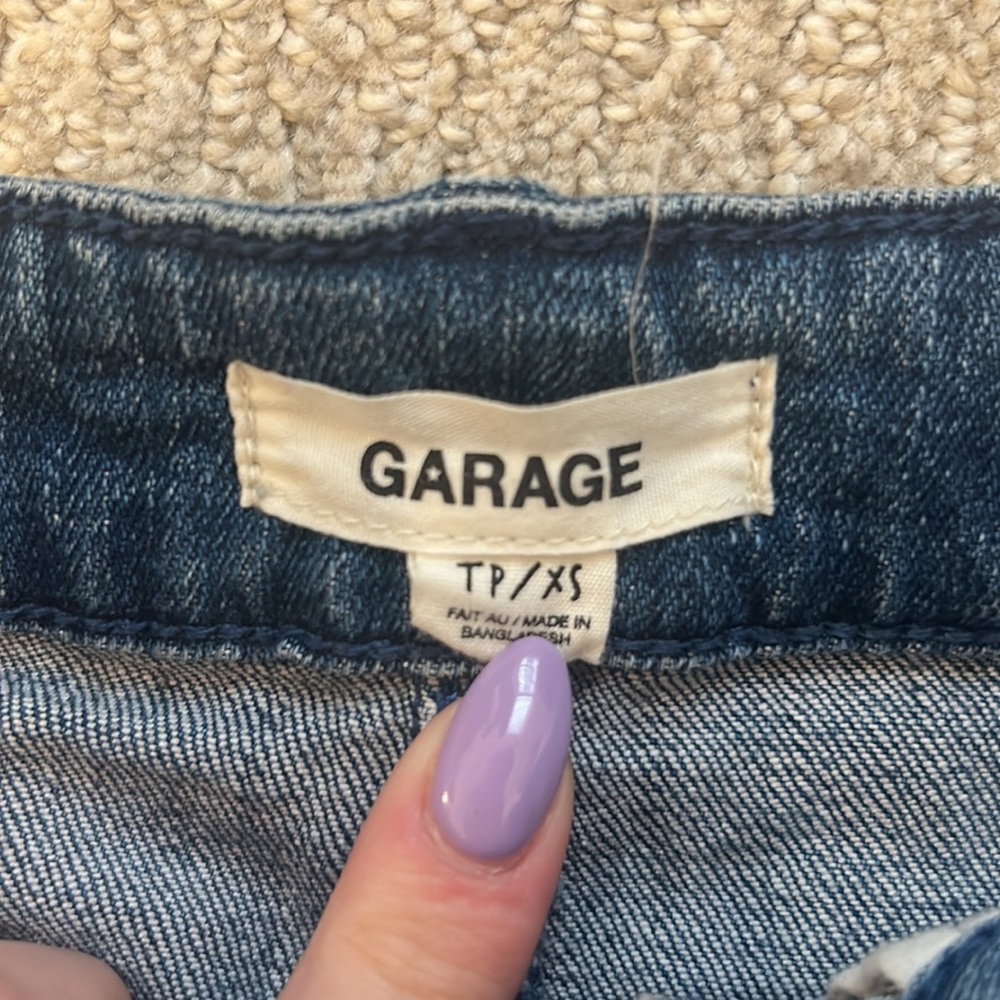 GARAGE
TP/XS
FAIT AU / MADE IN
BANGLADESH